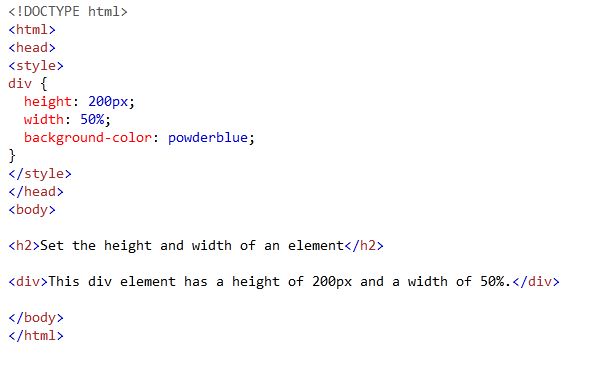 <!DOCTYPE html>
<html>
<head>
<style>
div {
  height: 200px;
  width: 50%;
  background-color: powderblue;
}
</style>
</head>
<body>

<h2>Set the height and width of an element</h2>

<div>This div element has a height of 200px and a width of 50%.</div>

</body>
</html>